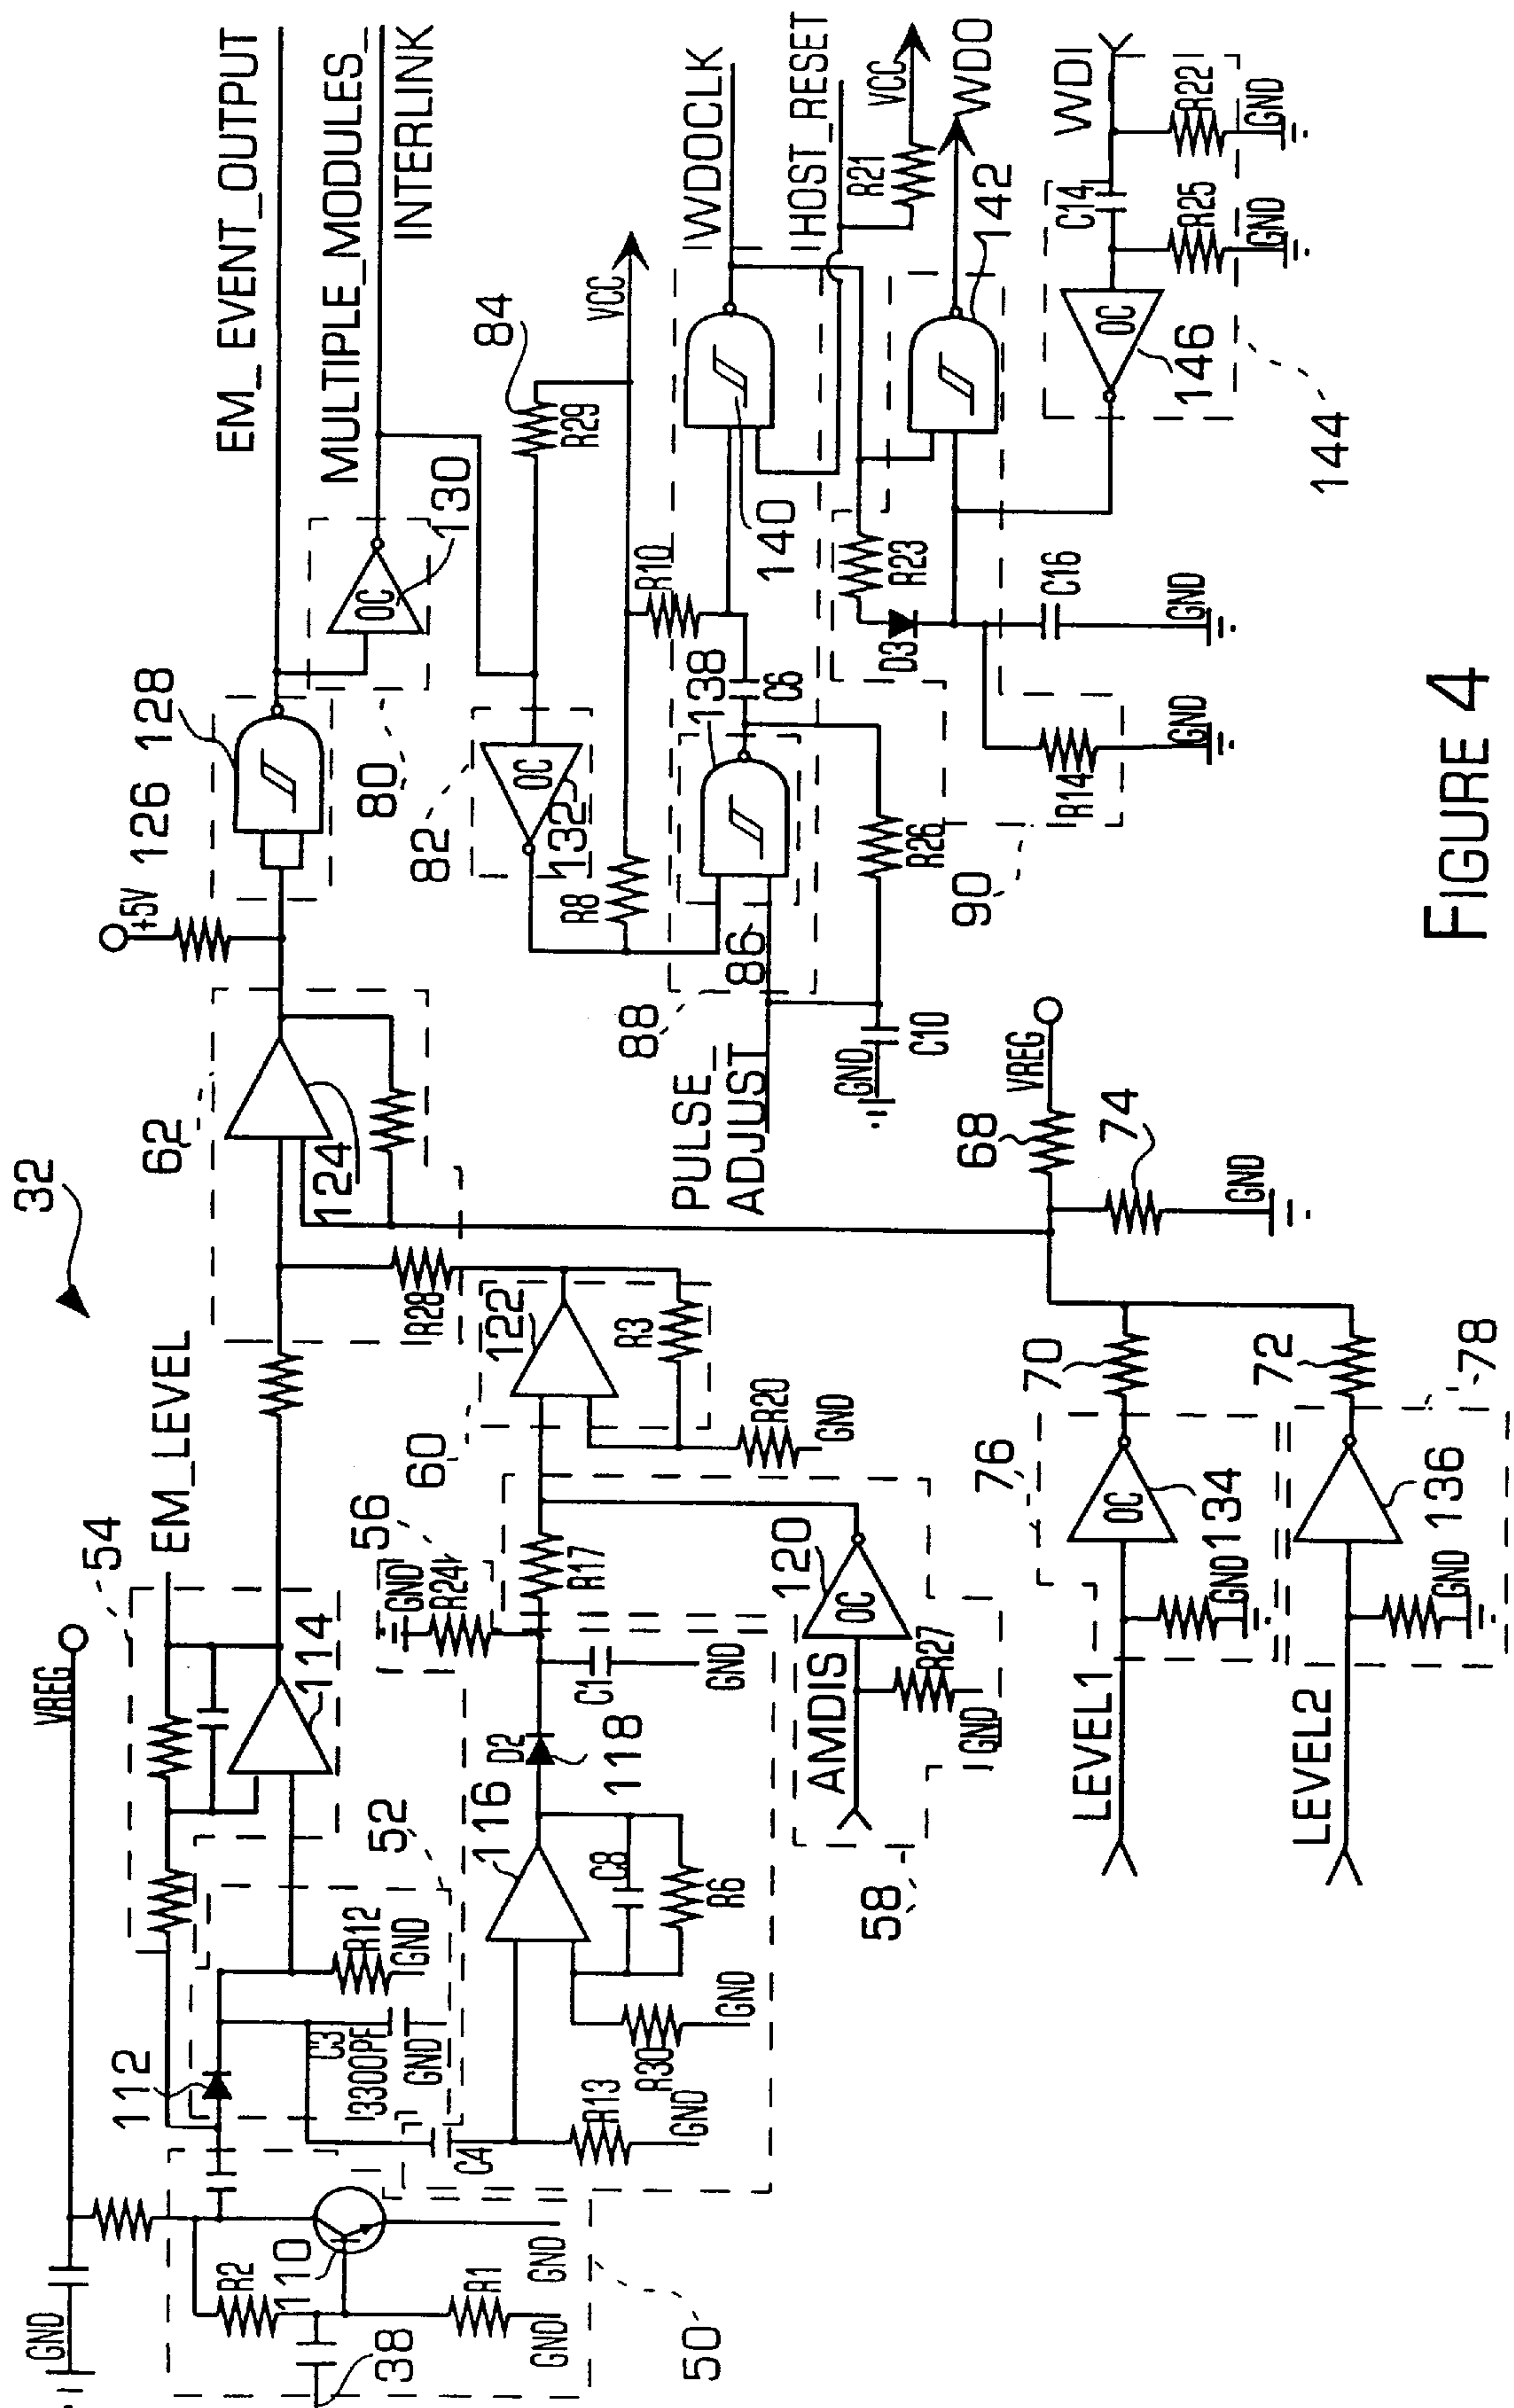 32
GND
VREG
54
EM_LEVEL
62
+5V
126
128
EM_EVENT_OUTPUT
MULTIPLE_MODULES_
INTERLINK
112
114
124
80
OC
130
R2
110
38
R1
GND
GND
50
C3
3300PF
GND
R12
GND
52
C4
R13
GND
R30
GND
116
C8
R6
D2
118
C1
GND
56
GND
R24
R17
60
122
R3
R20
GND
R28
58
AMDIS
120
OC
R27
GND
82
OC
132
84
R29
VCC
R8
R10
PULSE_
ADJUST
88
86
138
C6
140
WDOCLK
HOST_RESET
R21
VCC
WDO
142
GND
C10
R26
90
D3
R23
C16
GND
R14
GND
WDI
C14
R25
GND
R22
GND
OC
146
144
LEVEL1
76
OC
134
GND
70
LEVEL2
136
GND
72
78
68
VREG
74
GND
FIGURE 4